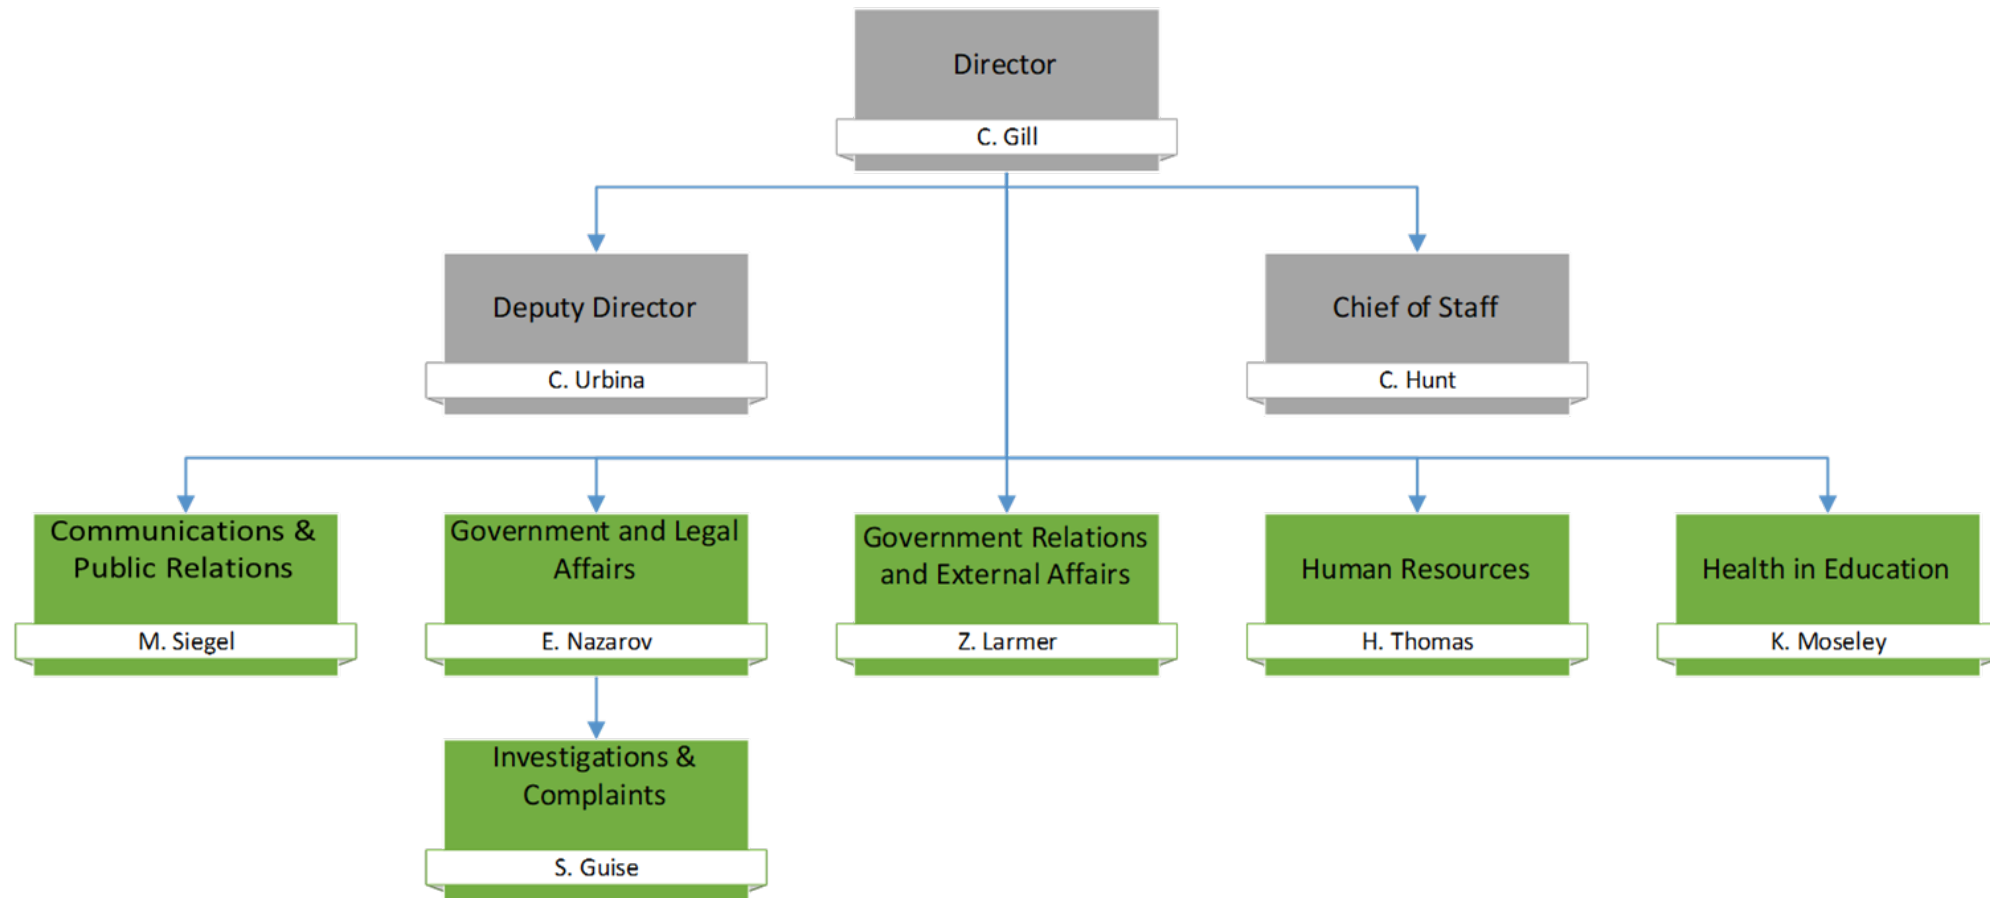 Director
C. Gill
Deputy Director
C. Urbina
Chief of Staff
C. Hunt
Communications &
Public Relations
M. Siegel
Government and Legal
Affairs
E. Nazarov
Government Relations
and External Affairs
Z. Larmer
Human Resources
H. Thomas
Health in Education
K. Moseley
Investigations &
Complaints
S. Guise